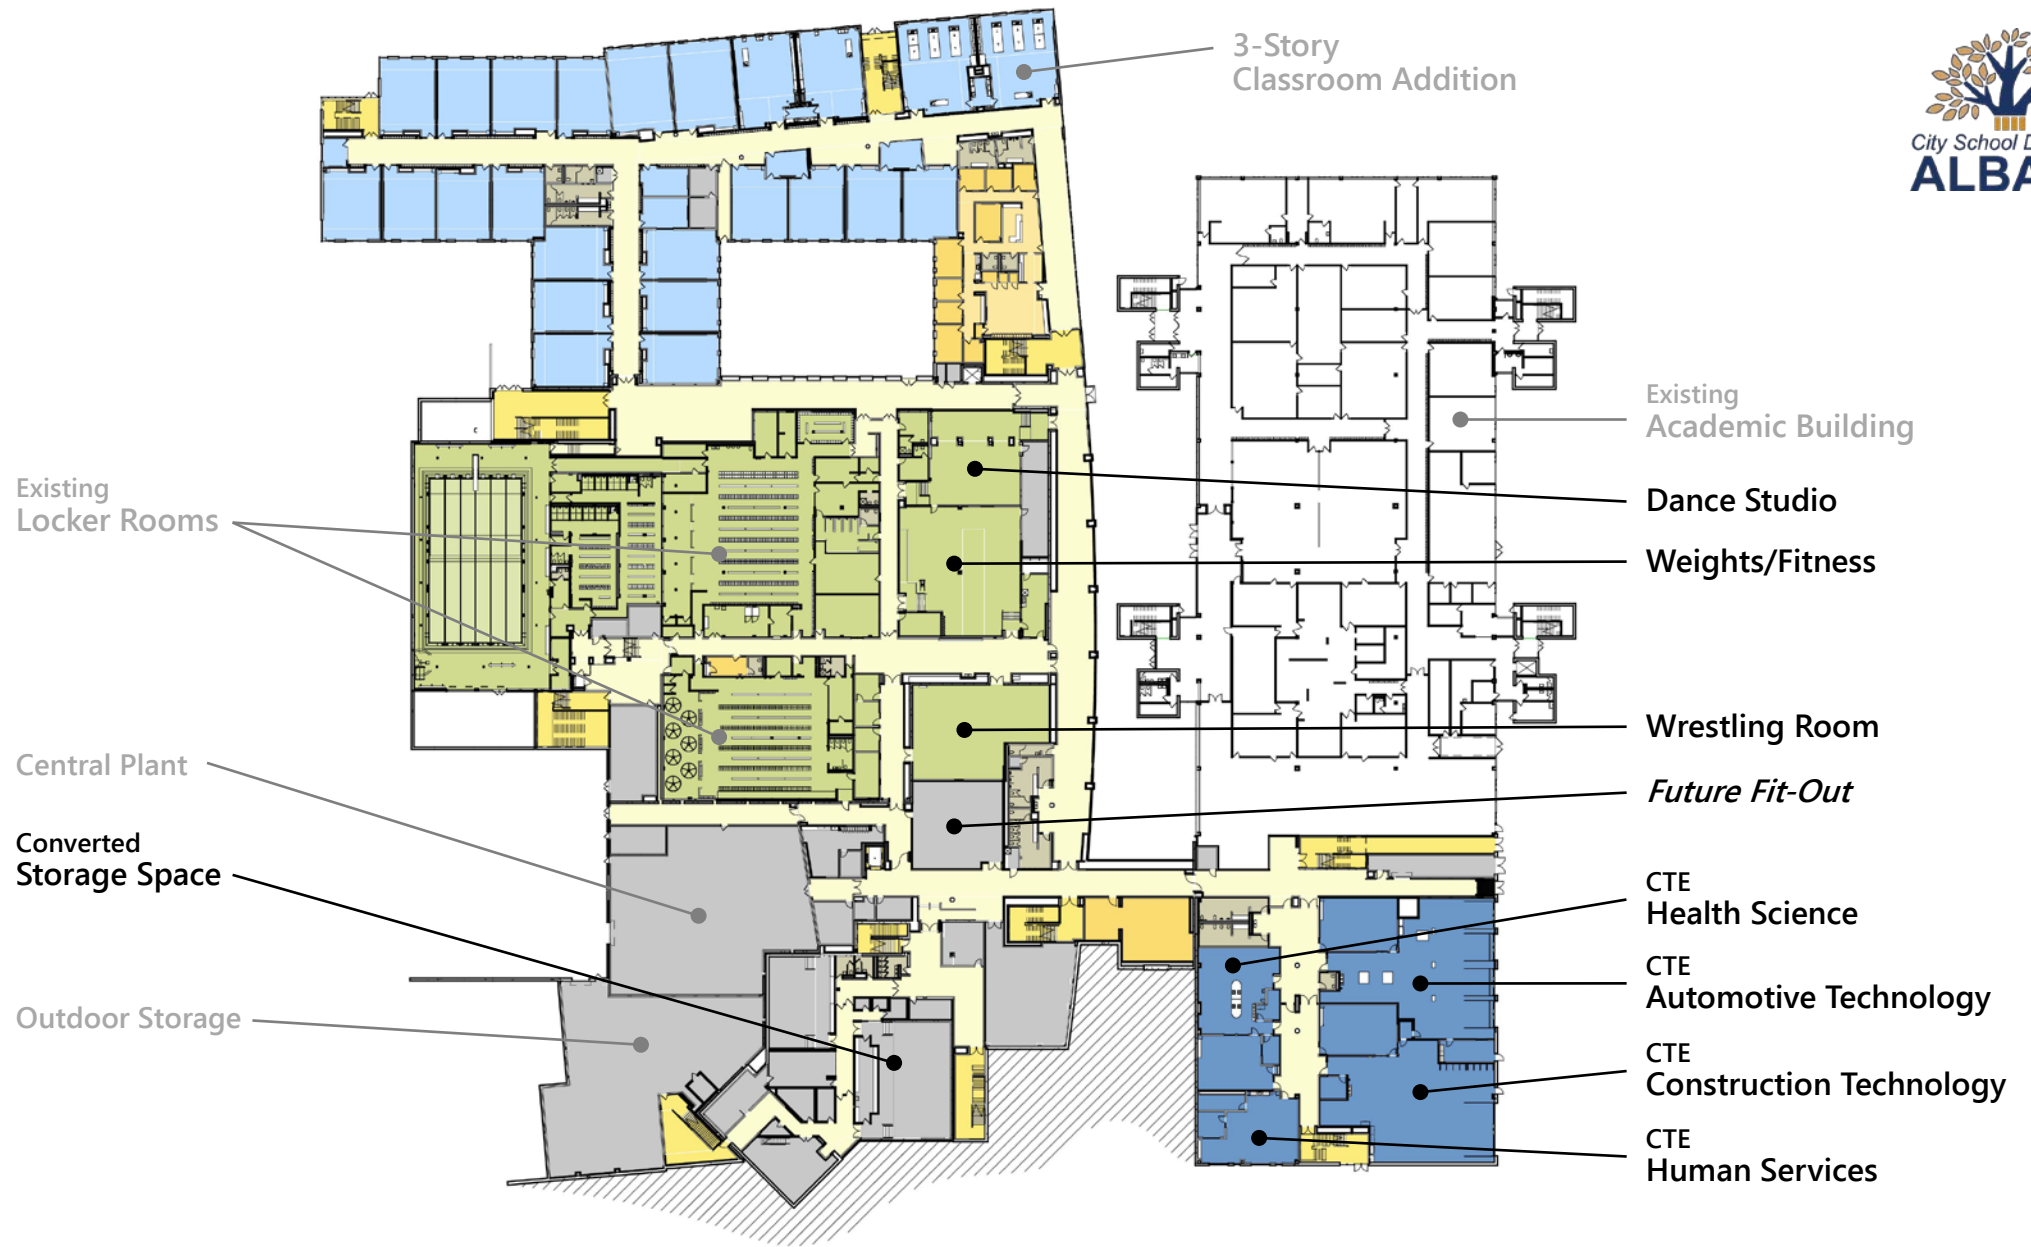 3-Story
Classroom Addition
City School D
ALBA
Existing
Academic Building
Existing
Locker Rooms
Dance Studio
Weights/Fitness
Wrestling Room
Central Plant
Future Fit-Out
Converted
Storage Space
CTE
Health Science
CTE
Automotive Technology
Outdoor Storage
CTE
Construction Technology
CTE
Human Services